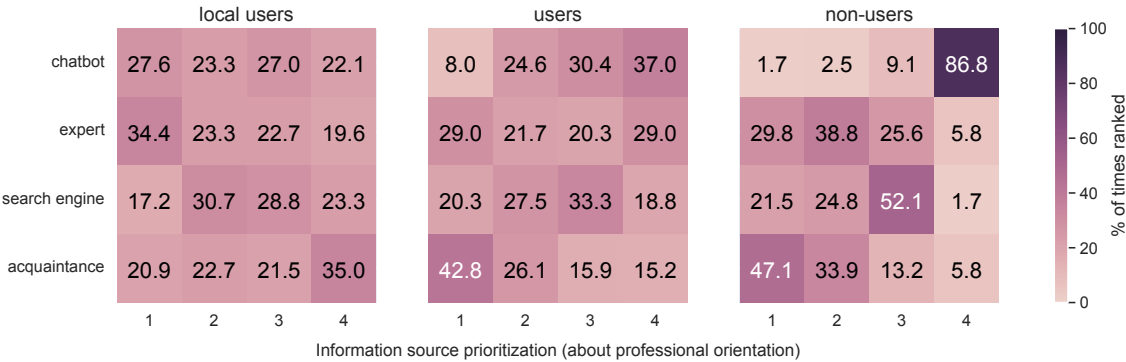 local users users non-users
chatbot 27.6 23.3 27.0 22.1 8.0 24.6 30.4 37.0 1.7 2.5 9.1 86.8
expert 34.4 23.3 22.7 19.6 29.0 21.7 20.3 29.0 29.8 38.8 25.6 5.8
search engine 17.2 30.7 28.8 23.3 20.3 27.5 33.3 18.8 21.5 24.8 52.1 1.7
acquaintance 20.9 22.7 21.5 35.0 42.8 26.1 15.9 15.2 47.1 33.9 13.2 5.8
1 2 3 4 1 2 3 4 1 2 3 4
Information source prioritization (about professional orientation)
100
80
60
40
20
0
% of times ranked